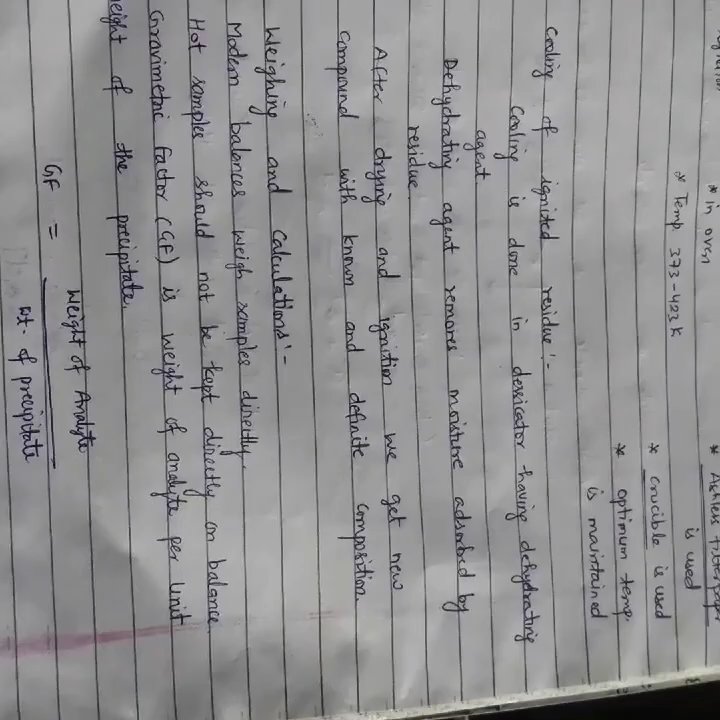 * in oven
* Ashless filter paper
is used
* Temp 373-423K
* crucible is used
* optimum temp.
is maintained
Cooling of ignited residue:-
Cooling is done in dessicator having dehydrating
agent
Dehydrating agent removes moisture adsorbed by
residue.
After drying and ignition we get new
compound with known and definite composition.
Weighing and Calculations:-
Modern balances weigh samples directly.
Hot samples should not be kept directly on balance.
Gravimetric factor (GF) is weight of analyte per unit
weight of the precipitate.
GF = Weight of Analyte
wt. of precipitate